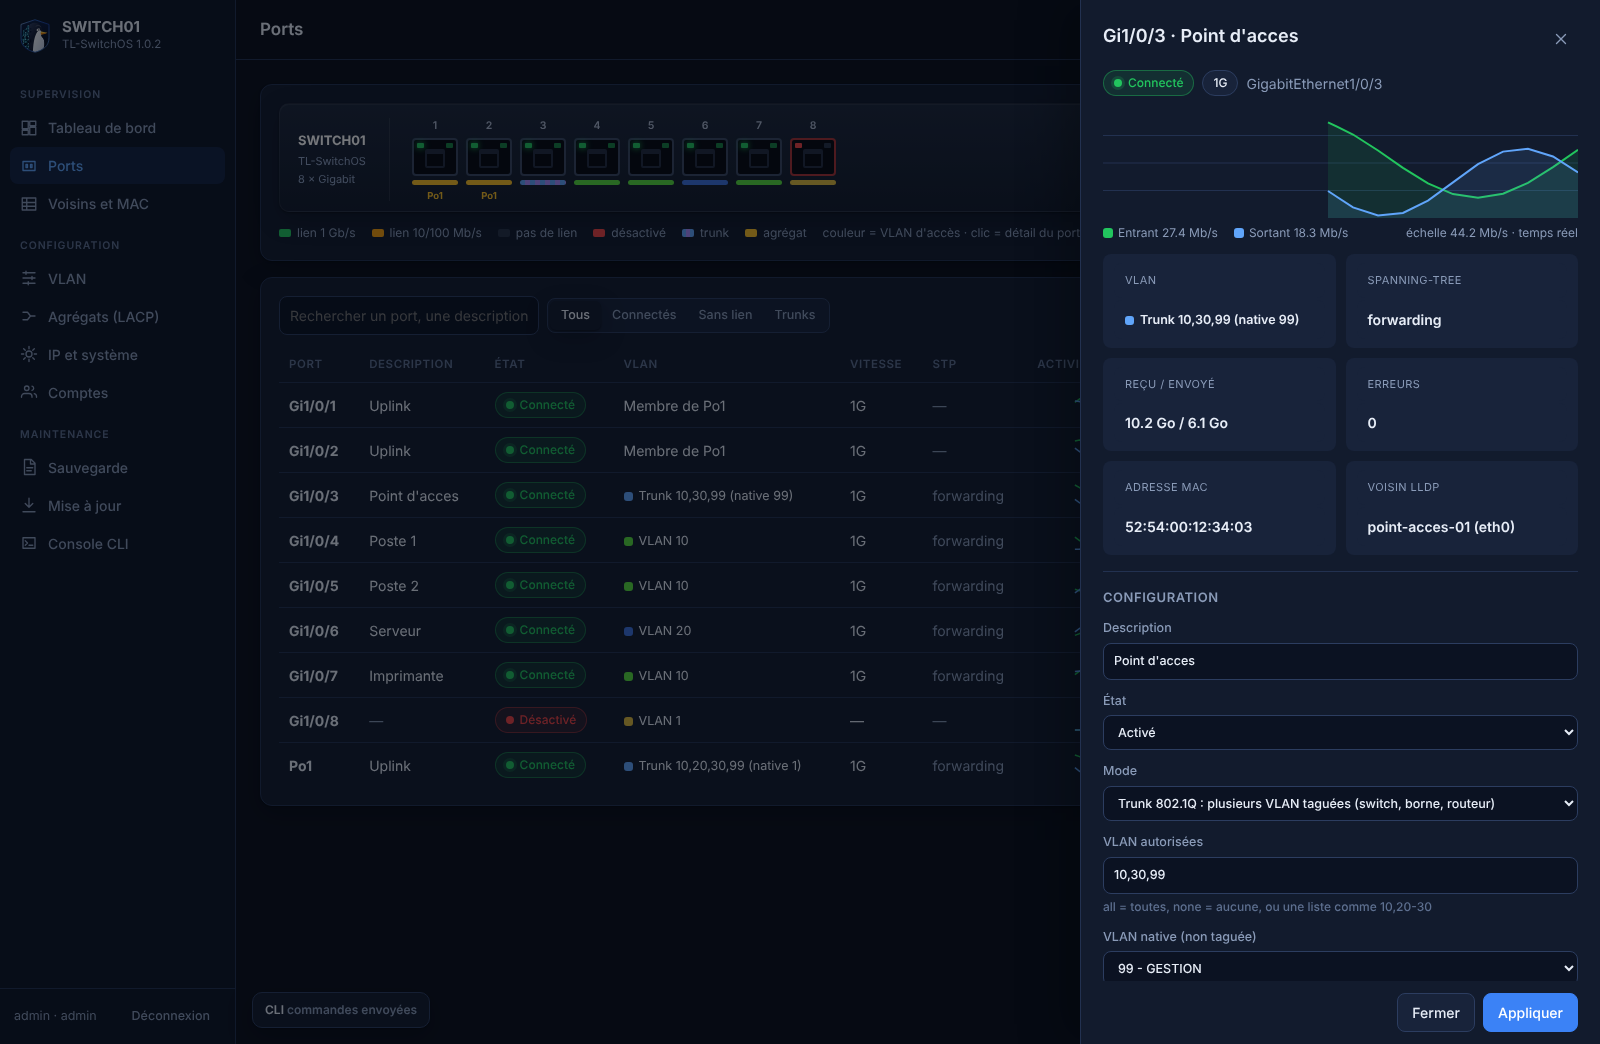 SWITCH01
TL-SwitchOS 1.0.2
SUPERVISION
Tableau de bord
Ports
Voisins et MAC
CONFIGURATION
VLAN
Agrégats (LACP)
IP et système
Comptes
MAINTENANCE
Sauvegarde
Mise à jour
Console CLI
admin · admin Déconnexion
Ports
SWITCH01
TL-SwitchOS
8 × Gigabit
1 2 3 4 5 6 7 8
Po1 Po1
lien 1 Gb/s lien 10/100 Mb/s pas de lien désactivé trunk agrégat couleur = VLAN d'accès · clic = détail du port
Rechercher un port, une description
Tous Connectés Sans lien Trunks
PORT DESCRIPTION ÉTAT VLAN VITESSE STP ACTIVI
Gi1/0/1 Uplink Connecté Membre de Po1 1G —
Gi1/0/2 Uplink Connecté Membre de Po1 1G —
Gi1/0/3 Point d'acces Connecté Trunk 10,30,99 (native 99) 1G forwarding
Gi1/0/4 Poste 1 Connecté VLAN 10 1G forwarding
Gi1/0/5 Poste 2 Connecté VLAN 10 1G forwarding
Gi1/0/6 Serveur Connecté VLAN 20 1G forwarding
Gi1/0/7 Imprimante Connecté VLAN 10 1G forwarding
Gi1/0/8 — Désactivé VLAN 1 — —
Po1 Uplink Connecté Trunk 10,20,30,99 (native 1) 1G forwarding
CLI commandes envoyées
Gi1/0/3 · Point d'acces
Connecté 1G GigabitEthernet1/0/3
Entrant 27.4 Mb/s Sortant 18.3 Mb/s échelle 44.2 Mb/s · temps réel
VLAN
Trunk 10,30,99 (native 99)
SPANNING-TREE
forwarding
REÇU / ENVOYÉ
10.2 Go / 6.1 Go
ERREURS
0
ADRESSE MAC
52:54:00:12:34:03
VOISIN LLDP
point-acces-01 (eth0)
CONFIGURATION
Description
Point d'acces
État
Activé
Mode
Trunk 802.1Q : plusieurs VLAN taguées (switch, borne, routeur)
VLAN autorisées
10,30,99
all = toutes, none = aucune, ou une liste comme 10,20-30
VLAN native (non taguée)
99 - GESTION
Fermer Appliquer